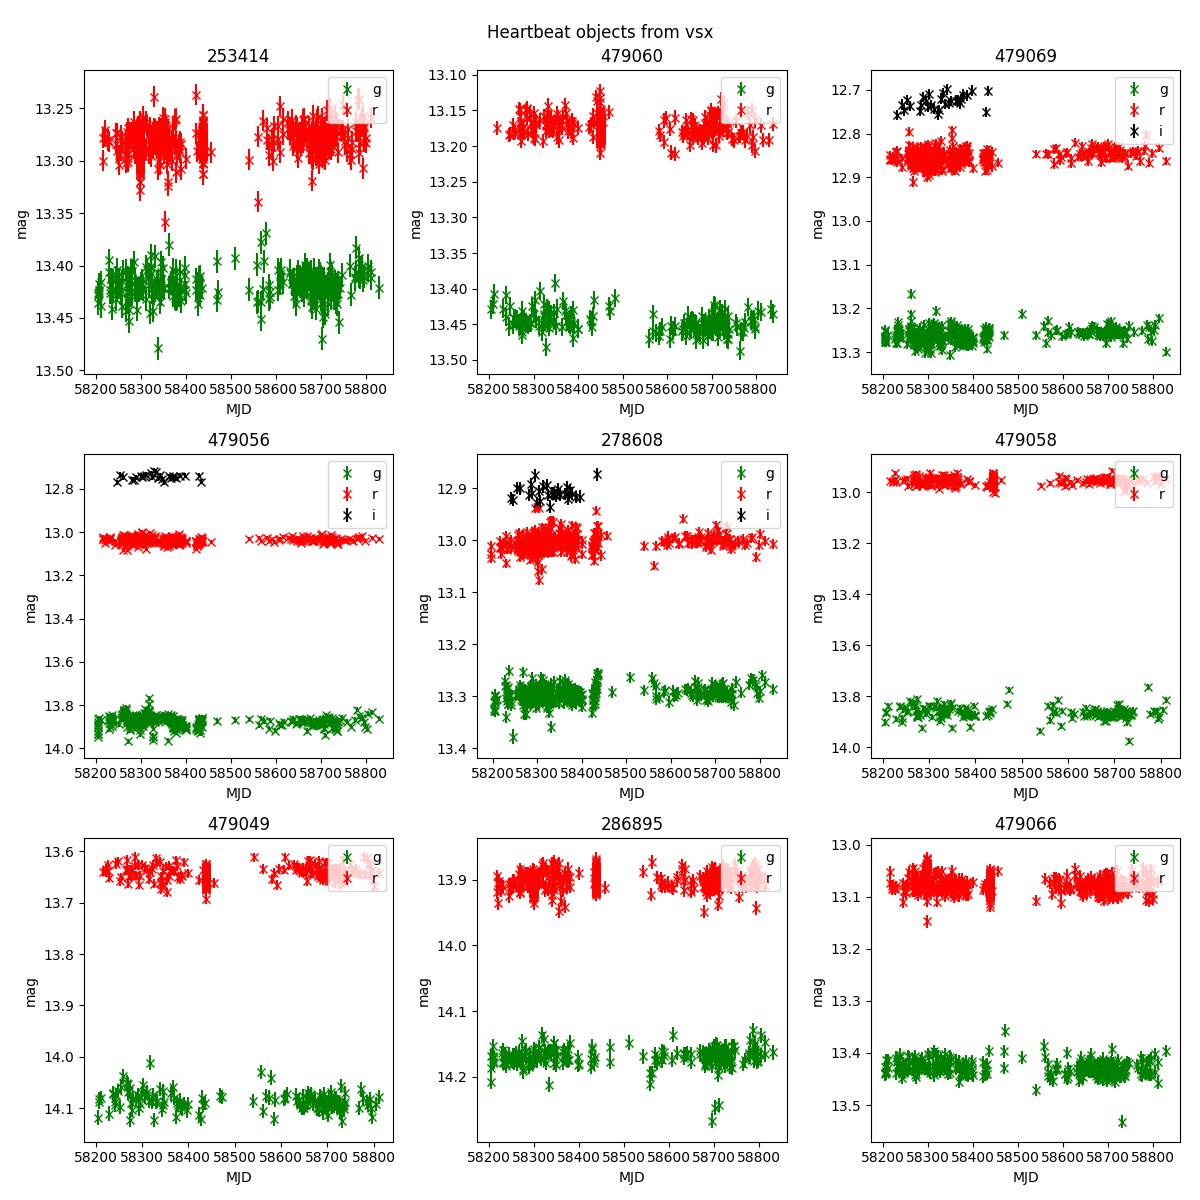 Heartbeat objects from vsx
253414
mag
13.25
13.30
13.35
13.40
13.45
13.50
58200 58300 58400 58500 58600 58700 58800
MJD
g
r
479060
mag
13.10
13.15
13.20
13.25
13.30
13.35
13.40
13.45
13.50
58200 58300 58400 58500 58600 58700 58800
MJD
g
r
479069
mag
12.7
12.8
12.9
13.0
13.1
13.2
13.3
58200 58300 58400 58500 58600 58700 58800
MJD
g
r
i
479056
mag
12.8
13.0
13.2
13.4
13.6
13.8
14.0
58200 58300 58400 58500 58600 58700 58800
MJD
g
r
i
278608
mag
12.9
13.0
13.1
13.2
13.3
13.4
58200 58300 58400 58500 58600 58700 58800
MJD
g
r
i
479058
mag
13.0
13.2
13.4
13.6
13.8
14.0
58200 58300 58400 58500 58600 58700 58800
MJD
g
r
479049
mag
13.6
13.7
13.8
13.9
14.0
14.1
58200 58300 58400 58500 58600 58700 58800
MJD
g
r
286895
mag
13.9
14.0
14.1
14.2
58200 58300 58400 58500 58600 58700 58800
MJD
g
r
479066
mag
13.0
13.1
13.2
13.3
13.4
13.5
58200 58300 58400 58500 58600 58700 58800
MJD
g
r